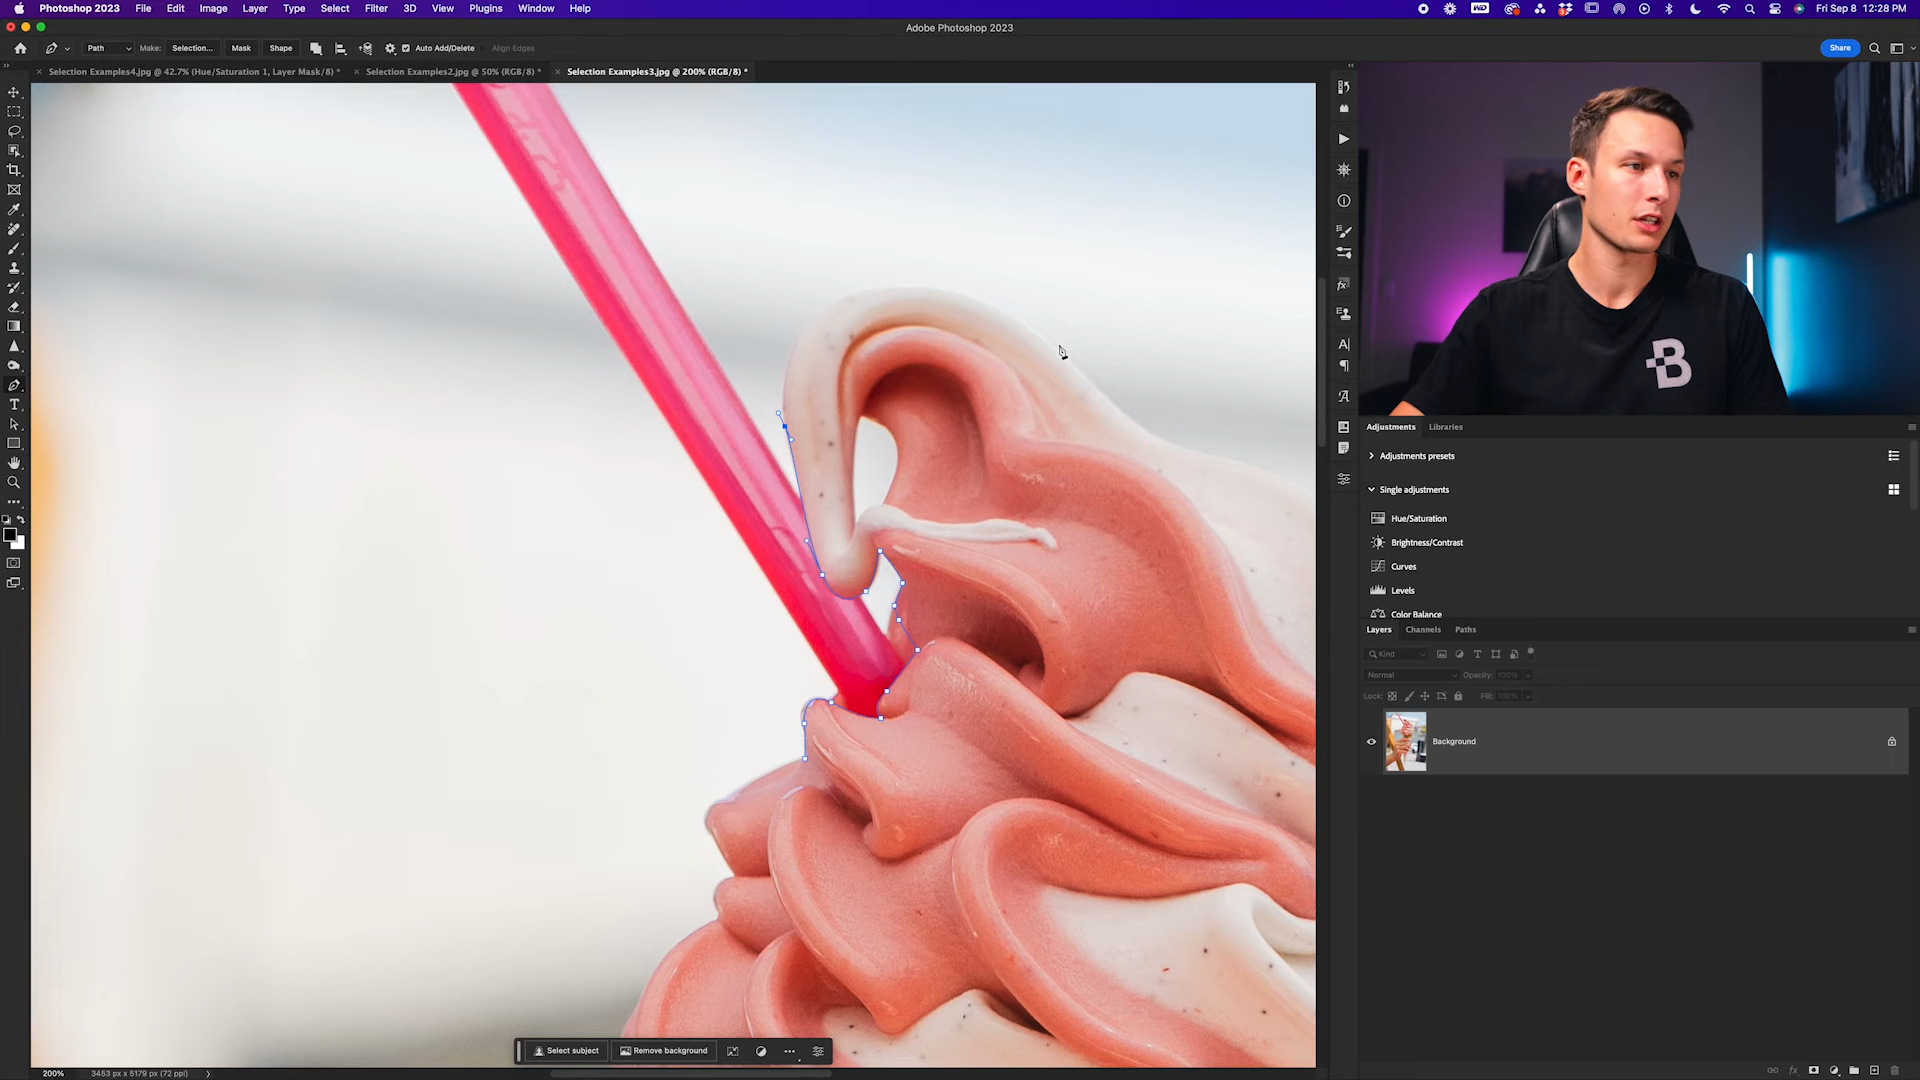 Photoshop 2023 File Edit Image Layer Type Select Filter 3D View Plugins Window Help
Fri Sep 8 12:28 PM
Adobe Photoshop 2023
Path Make: Selection... Mask Shape Auto Add/Delete Align Edges
Share
Selection Examples4.jpg @ 42.7% (Hue/Saturation 1, Layer Mask/8) *
Selection Examples2.jpg @ 50% (RGB/8) *
Selection Examples3.jpg @ 200% (RGB/8) *
B
Adjustments Libraries
Adjustments presets
Single adjustments
Hue/Saturation
Brightness/Contrast
Curves
Levels
Color Balance
Layers Channels Paths
Kind
Normal Opacity: 100%
Lock: Fill: 100%
Background
Select subject Remove background
200% 3453 px x 5179 px (72 ppi)